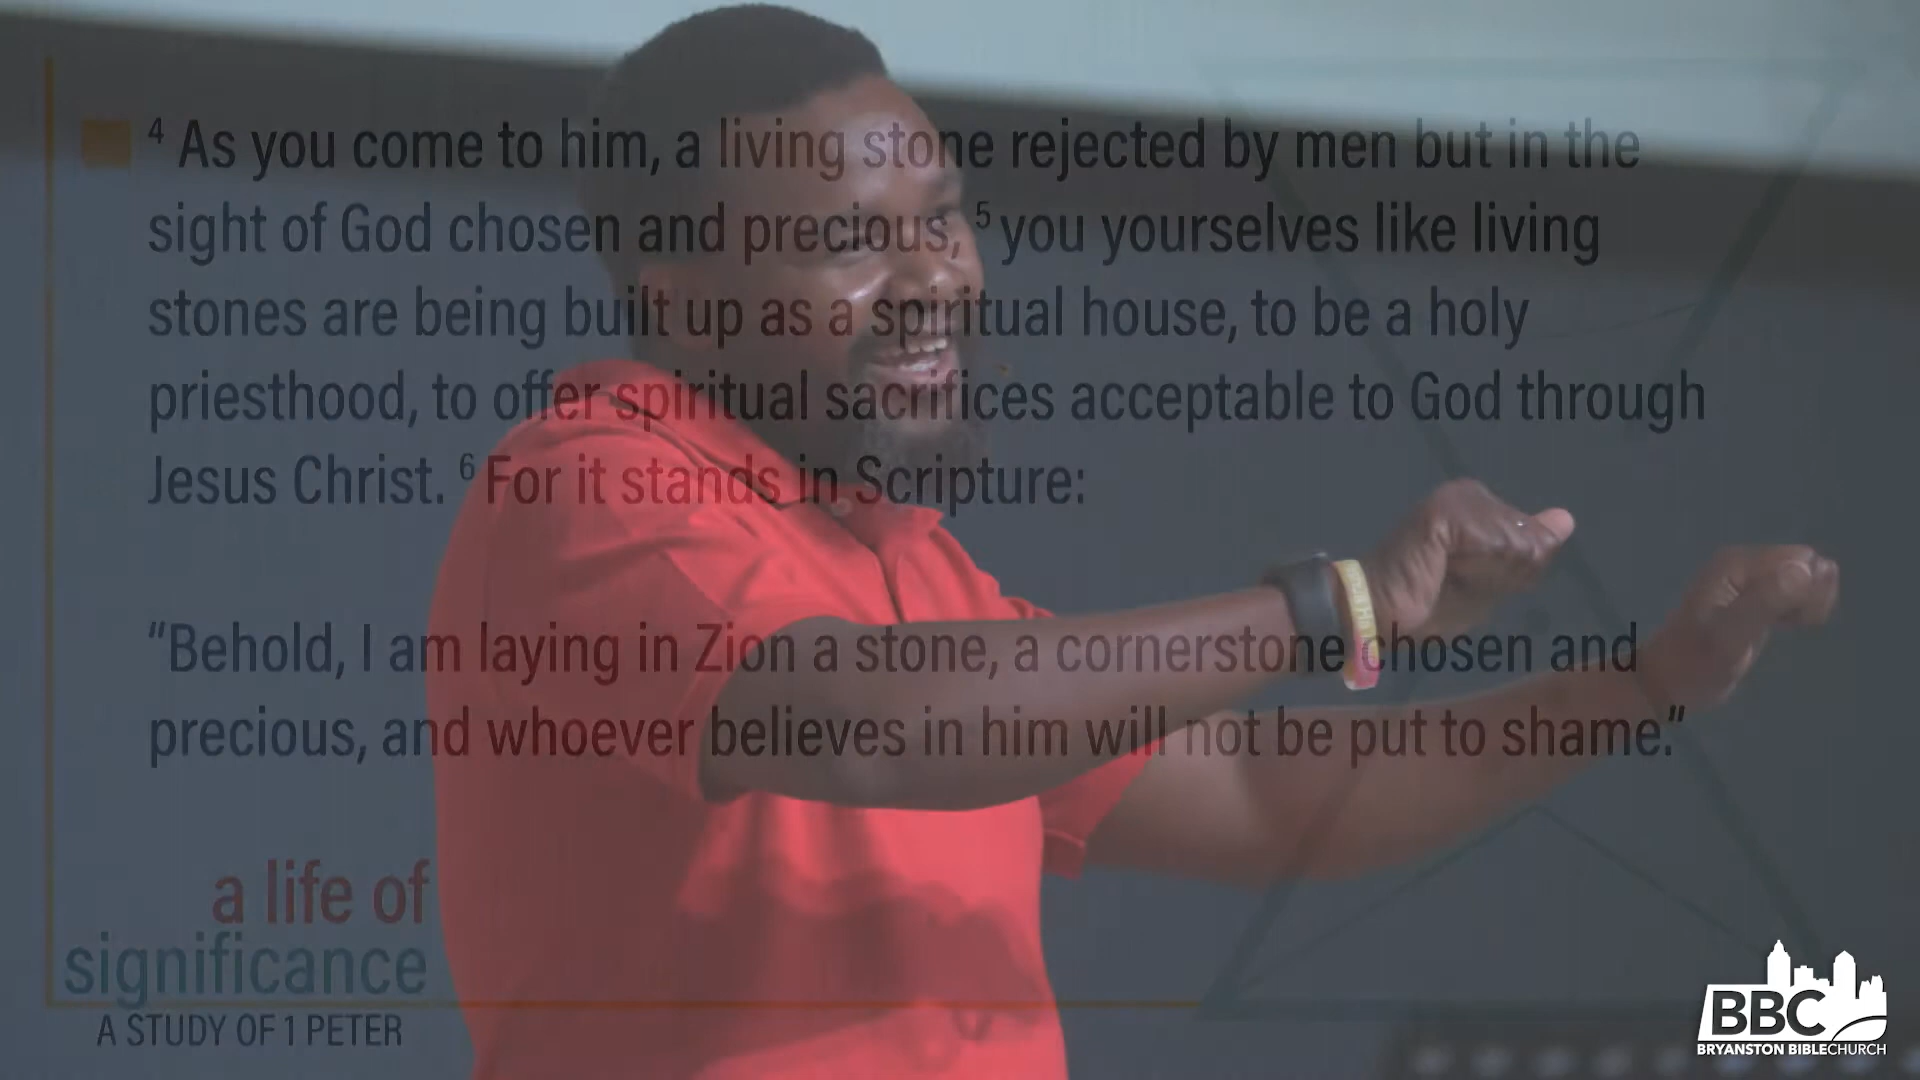 ⁴ As you come to him, a living stone rejected by men but in the
sight of God chosen and precious, ⁵ you yourselves like living
stones are being built up as a spiritual house, to be a holy
priesthood, to offer spiritual sacrifices acceptable to God through
Jesus Christ. ⁶ For it stands in Scripture:
“Behold, I am laying in Zion a stone, a cornerstone chosen and
precious, and whoever believes in him will not be put to shame.”
a life of
significance
A STUDY OF 1 PETER
BBC
BRYANSTON BIBLECHURCH